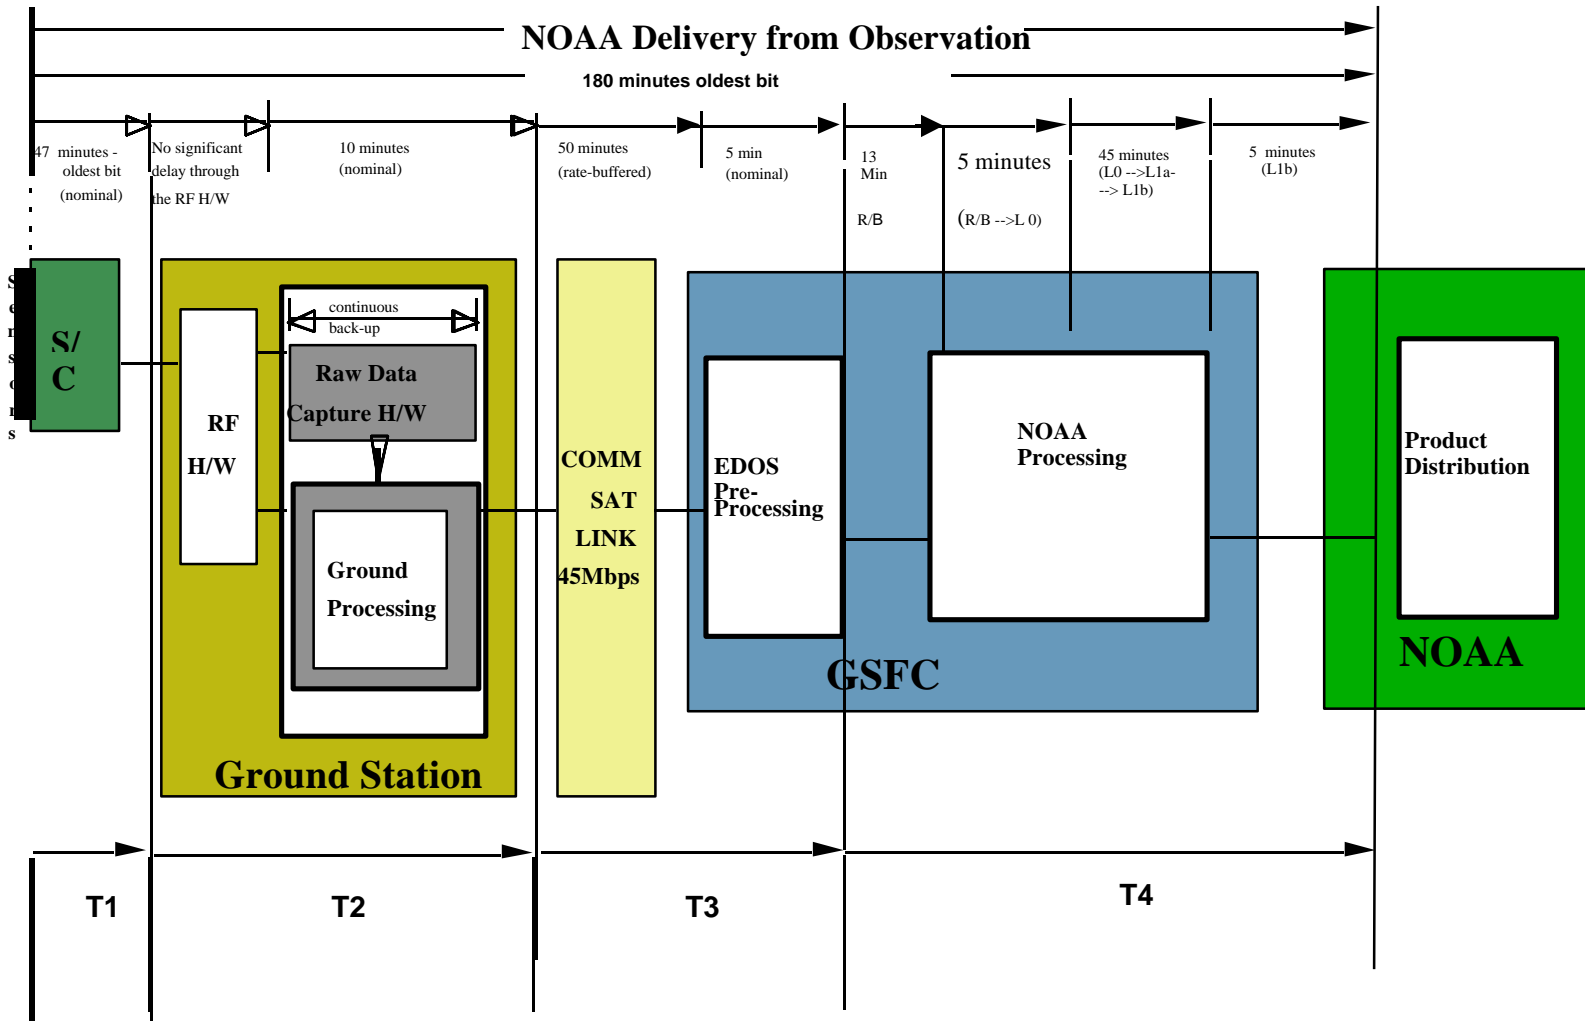 NOAA Delivery from Observation
180 minutes oldest bit
47 minutes -
oldest bit
(nominal)
No significant
delay through
the RF H/W
10 minutes
(nominal)
50 minutes
(rate-buffered)
5 min
(nominal)
13
Min
R/B
5 minutes
(R/B -->L 0)
45 minutes
(L0 -->L1a-
--> L1b)
5 minutes
(L1b)
Sensors
S/
C
RF
H/W
continuous
back-up
Raw Data
Capture H/W
Ground
Processing
Ground Station
COMM
SAT
LINK
45Mbps
EDOS
Pre-
Processing
NOAA
Processing
GSFC
Product
Distribution
NOAA
T1
T2
T3
T4